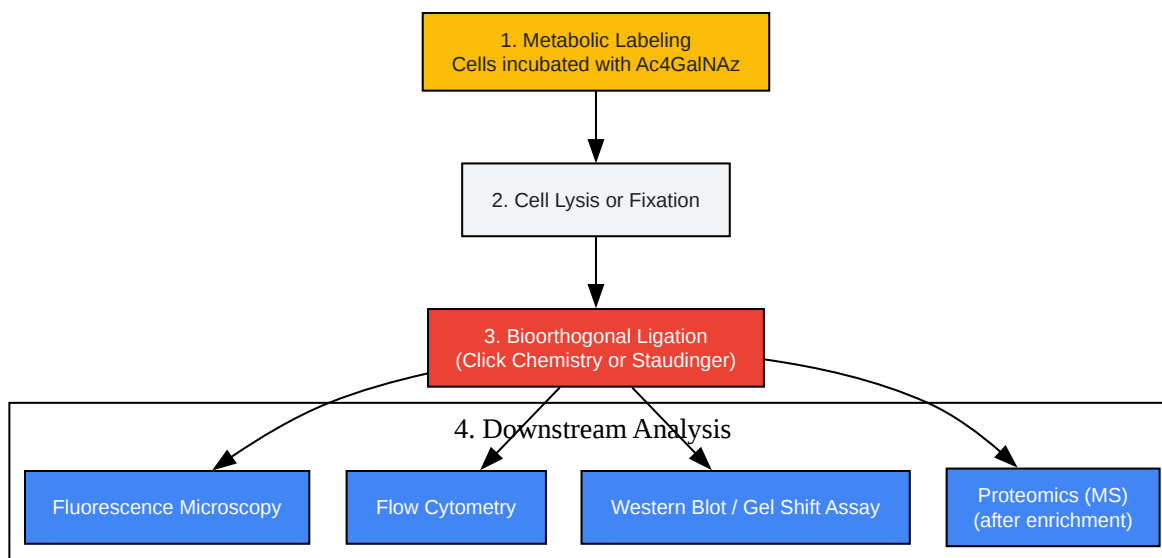 1. Metabolic Labeling
Cells incubated with Ac4GalNAz
2. Cell Lysis or Fixation
3. Bioorthogonal Ligation
(Click Chemistry or Staudinger)
4. Downstream Analysis
Fluorescence Microscopy
Flow Cytometry
Western Blot / Gel Shift Assay
Proteomics (MS)
(after enrichment)